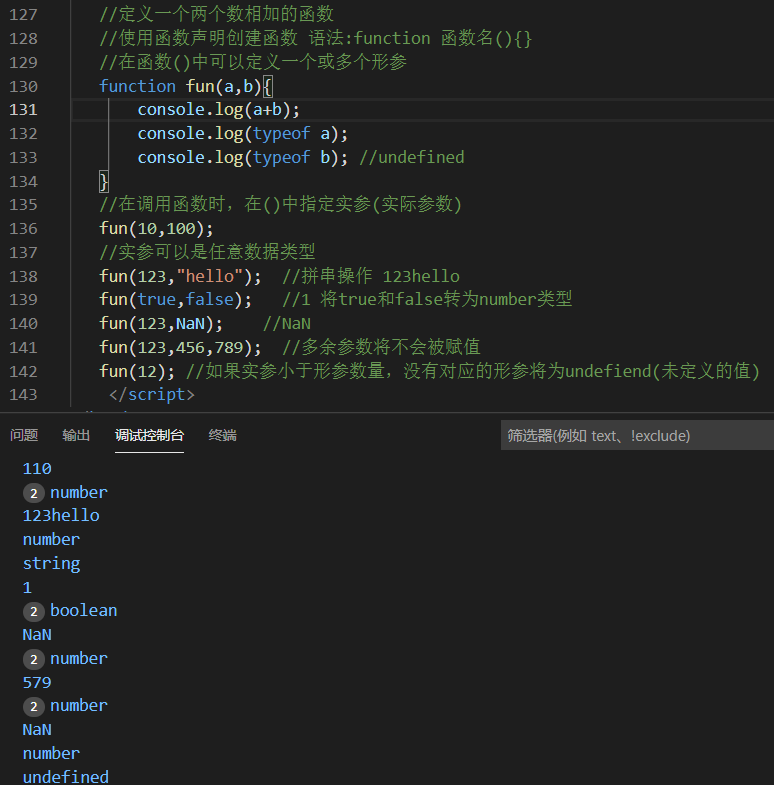 127 //定义一个两个数相加的函数
128 //使用函数声明创建函数 语法:function 函数名(){}
129 //在函数()中可以定义一个或多个形参
130 function fun(a,b){
131 console.log(a+b);
132 console.log(typeof a);
133 console.log(typeof b); //undefined
134 }
135 //在调用函数时，在()中指定实参(实际参数)
136 fun(10,100);
137 //实参可以是任意数据类型
138 fun(123,"hello"); //拼串操作 123hello
139 fun(true,false); //1 将true和false转为number类型
140 fun(123,NaN); //NaN
141 fun(123,456,789); //多余参数将不会被赋值
142 fun(12); //如果实参小于形参数量，没有对应的形参将为undefiend(未定义的值)
143 </script>
问题 输出 调试控制台 终端 筛选器(例如 text、!exclude)
110
2 number
123hello
number
string
1
2 boolean
NaN
2 number
579
2 number
NaN
number
undefined